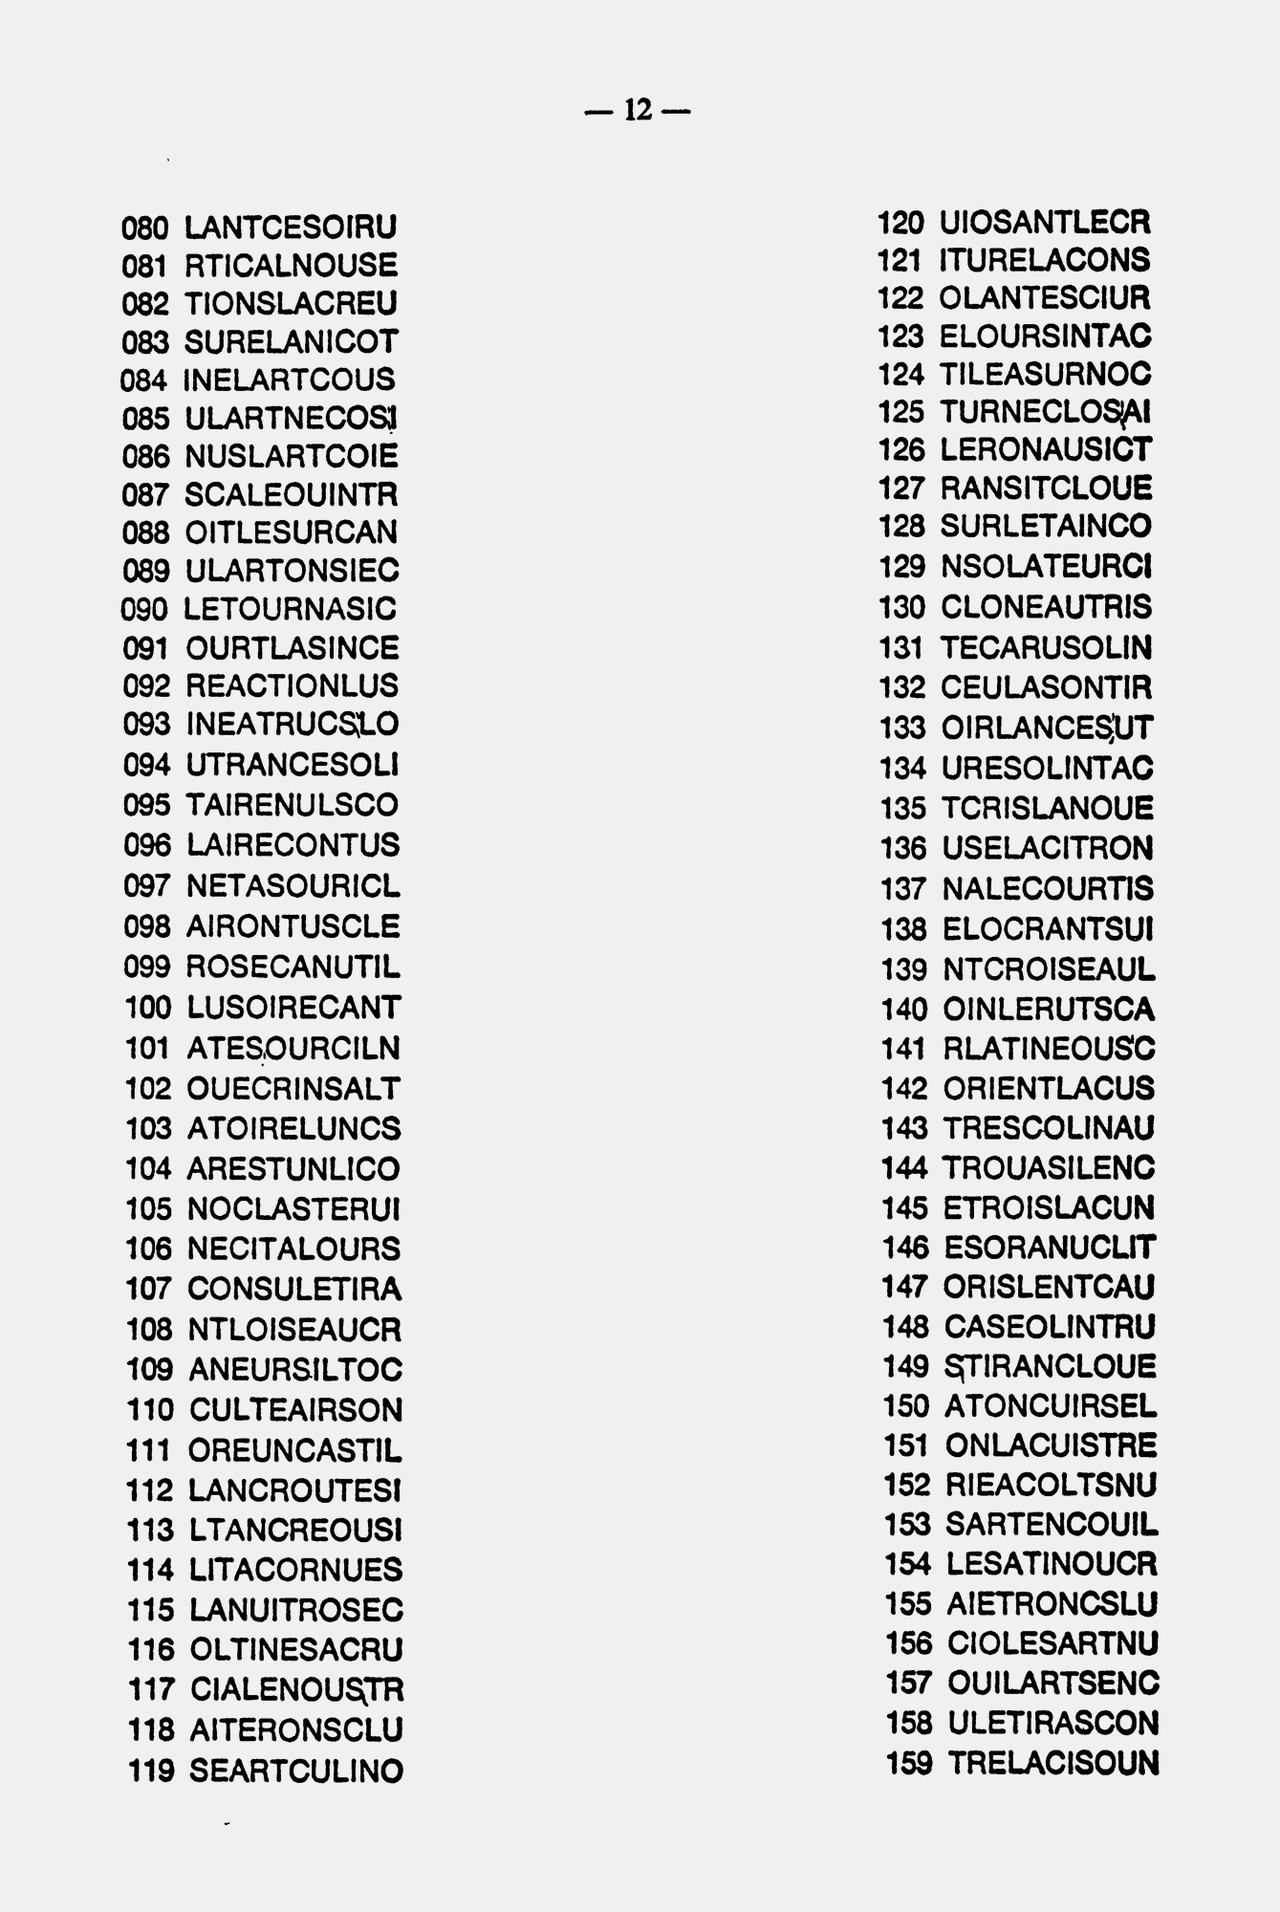 — 12 —
080 LANTCESOIRU
081 RTICALNOUSE
082 TIONSLACREU
083 SURELANICOT
084 INELARTCOUS
085 ULARTNECOSI
086 NUSLARTCOIE
087 SCALEOUINTR
088 OITLESURCAN
089 ULARTONSIEC
090 LETOURNASIC
091 OURTLASINCE
092 REACTIONLUS
093 INEATRUCSLO
094 UTRANCESOLI
095 TAIRENULSCO
096 LAIRECONTUS
097 NETASOURICL
098 AIRONTUSCLE
099 ROSECANUTIL
100 LUSOIRECANT
101 ATESOURCILN
102 OUECRINSALT
103 ATOIRELUNCS
104 ARESTUNLICO
105 NOCLASTERUI
106 NECITALOURS
107 CONSULETIRA
108 NTLOISEAUCR
109 ANEURSILTOC
110 CULTEAIRSON
111 OREUNCASTIL
112 LANCROUTESI
113 LTANCREOUSI
114 LITACORNUES
115 LANUITROSEC
116 OLTINESACRU
117 CIALENOUSTR
118 AITERONSCLU
119 SEARTCULINO
120 UIOSANTLECR
121 ITURELACONS
122 OLANTESCIUR
123 ELOURSINTAC
124 TILEASURNOC
125 TURNECLOSAI
126 LERONAUSICT
127 RANSITCLOUE
128 SURLETAINCO
129 NSOLATEURCI
130 CLONEAUTRIS
131 TECARUSOLIN
132 CEULASONTIR
133 OIRLANCESUT
134 URESOLINTAC
135 TCRISLANOUE
136 USELACITRON
137 NALECOURTIS
138 ELOCRANTSUI
139 NTCROISEAUL
140 OINLERUTSCA
141 RLATINEOUSC
142 ORIENTLACUS
143 TRESCOLINAU
144 TROUASILENC
145 ETROISLACUN
146 ESORANUCLIT
147 ORISLENTCAU
148 CASEOLINTRU
149 STIRANCLOUE
150 ATONCUIRSEL
151 ONLACUISTRE
152 RIEACOLTSNU
153 SARTENCOUIL
154 LESATINOUCR
155 AIETRONCSLU
156 CIOLESARTNU
157 OUILARTSENC
158 ULETIRASCON
159 TRELACISOUN